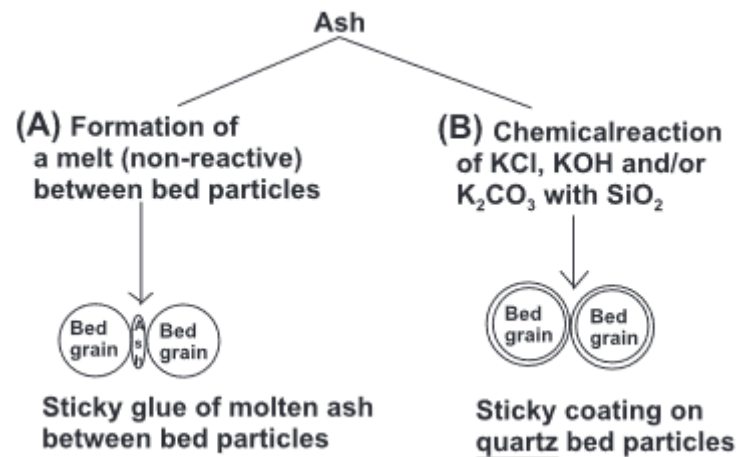 Ash
(A) Formation of
a melt (non-reactive)
between bed particles
(B) Chemicalreaction
of KCl, KOH and/or
K₂CO₃ with SiO₂
Bed
grain
Ash
Bed
grain
Bed
grain
Bed
grain
Sticky glue of molten ash
between bed particles
Sticky coating on
quartz bed particles